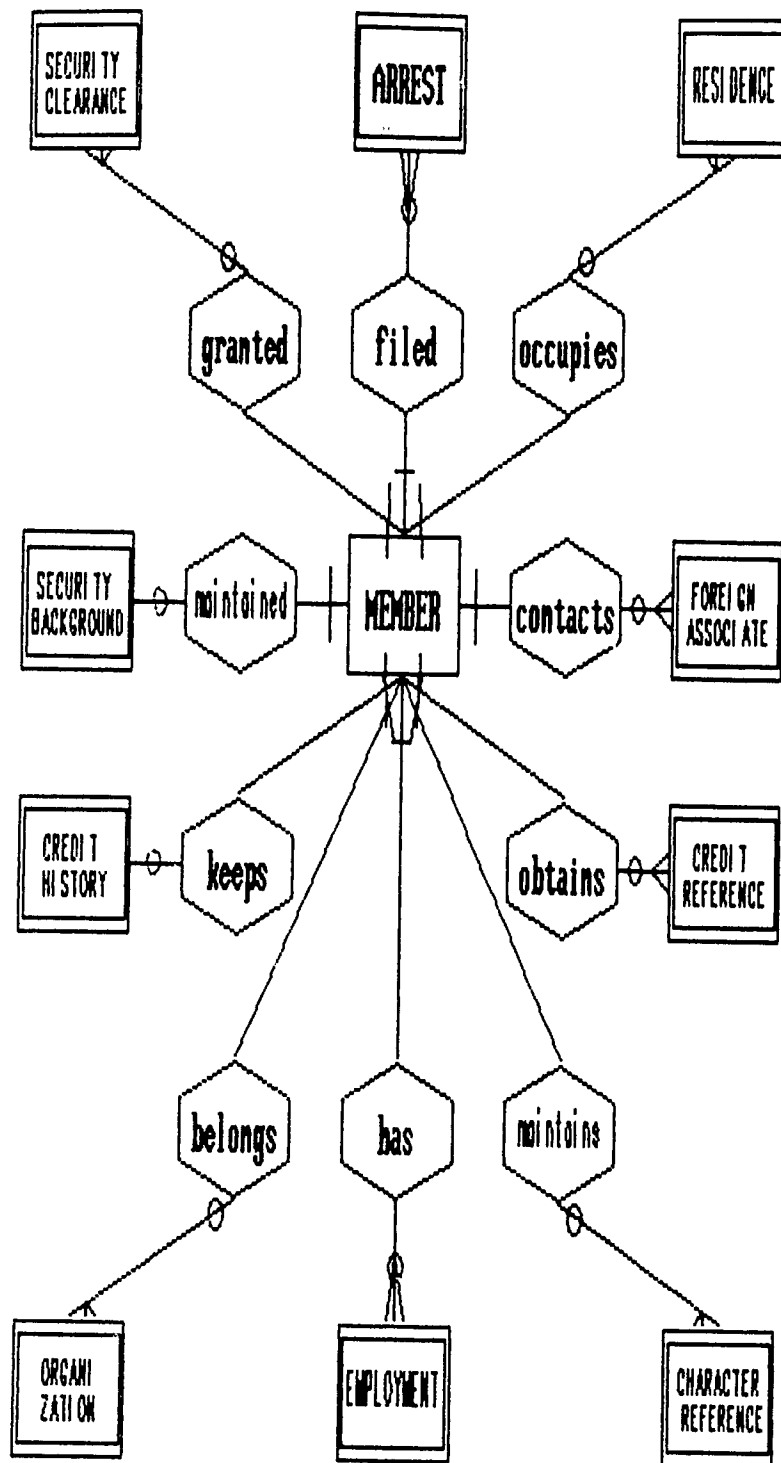 SECURITY
CLEARANCE
ARREST
RESIDENCE
granted
filed
occupies
SECURITY
BACKGROUND
maintained
MEMBER
contacts
FOREIGN
ASSOCIATE
CREDIT
HISTORY
keeps
obtains
CREDIT
REFERENCE
belongs
has
maintains
ORGANI
ZATION
EMPLOYMENT
CHARACTER
REFERENCE